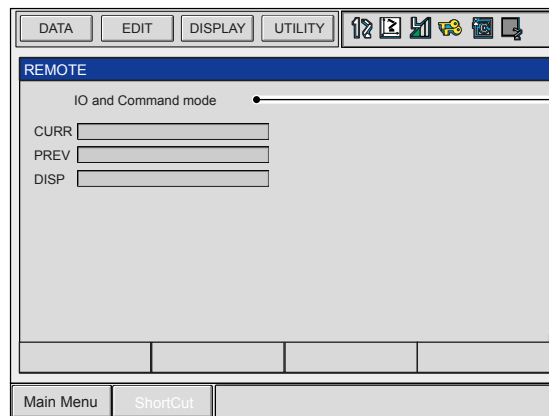 DATA EDIT DISPLAY UTILITY
REMOTE
IO and Command mode
CURR
PREV
DISP
Main Menu ShortCut